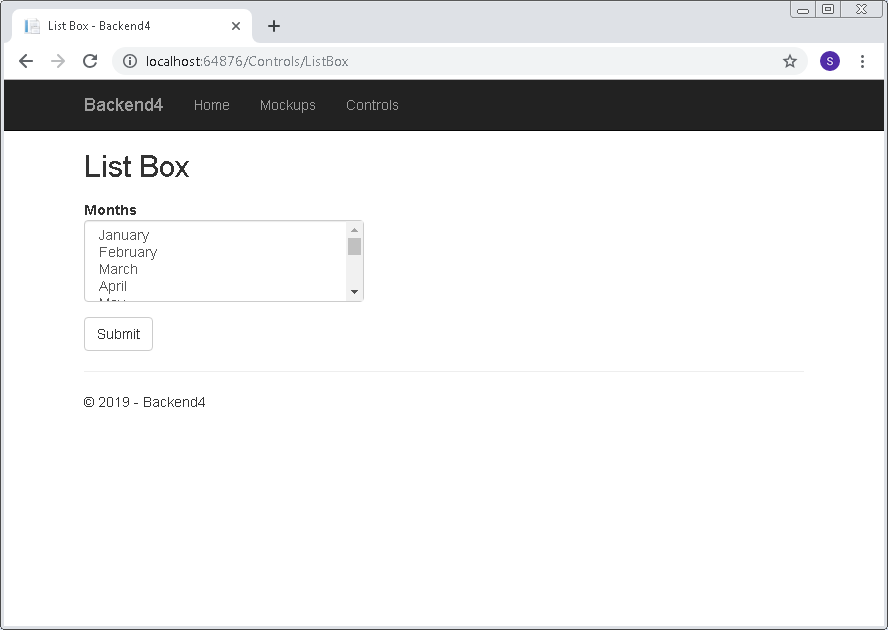 List Box - Backend4
localhost:64876/Controls/ListBox
S
Backend4 Home Mockups Controls
List Box
Months
January
February
March
April
May
Submit
© 2019 - Backend4